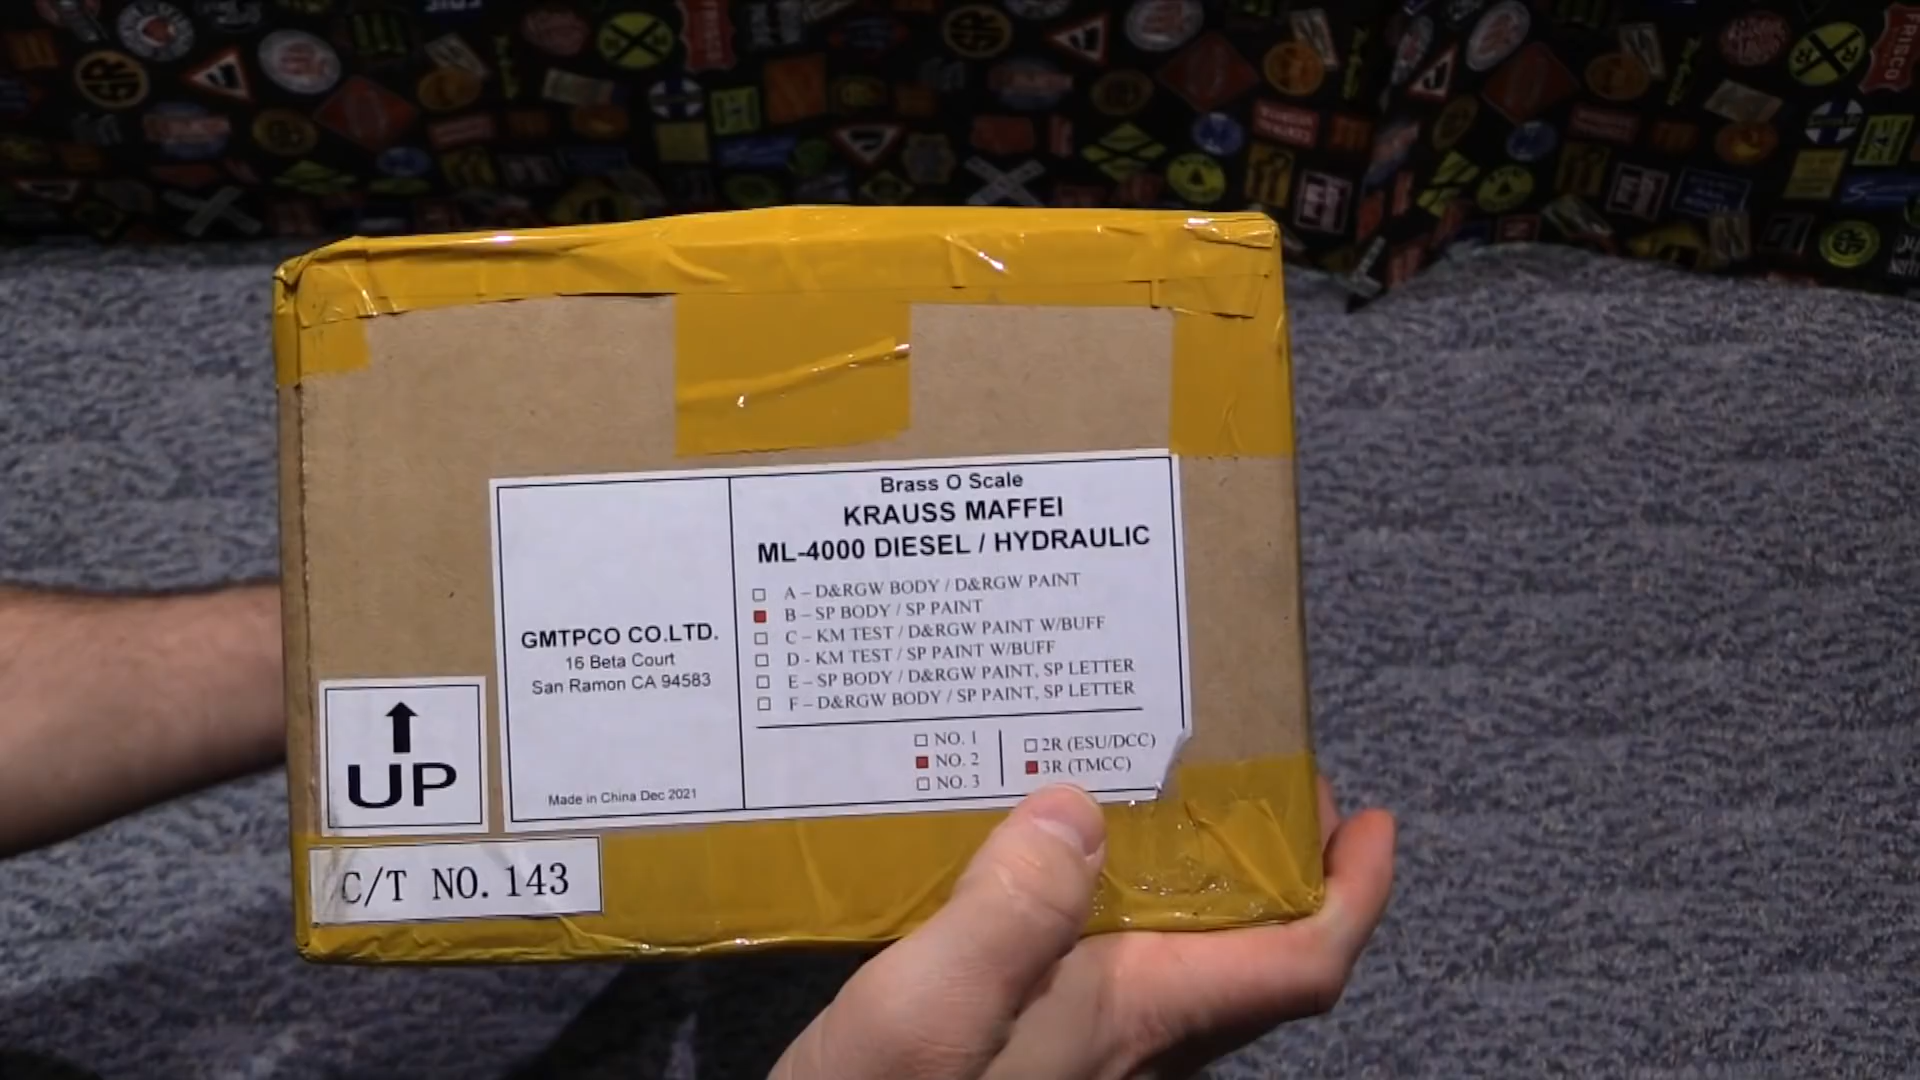 FRISCO
FRISCO
Brass O Scale
KRAUSS MAFFEI
ML-4000 DIESEL / HYDRAULIC
☐ A – D&RGW BODY / D&RGW PAINT
■ B – SP BODY / SP PAINT
☐ C – KM TEST / D&RGW PAINT W/BUFF
☐ D - KM TEST / SP PAINT W/BUFF
☐ E – SP BODY / D&RGW PAINT, SP LETTER
☐ F – D&RGW BODY / SP PAINT, SP LETTER
GMTPCO CO.LTD.
16 Beta Court
San Ramon CA 94583
☐ NO. 1
■ NO. 2
☐ NO. 3
☐ 2R (ESU/DCC)
■ 3R (TMCC)
Made in China Dec 2021
UP
C/T NO. 143